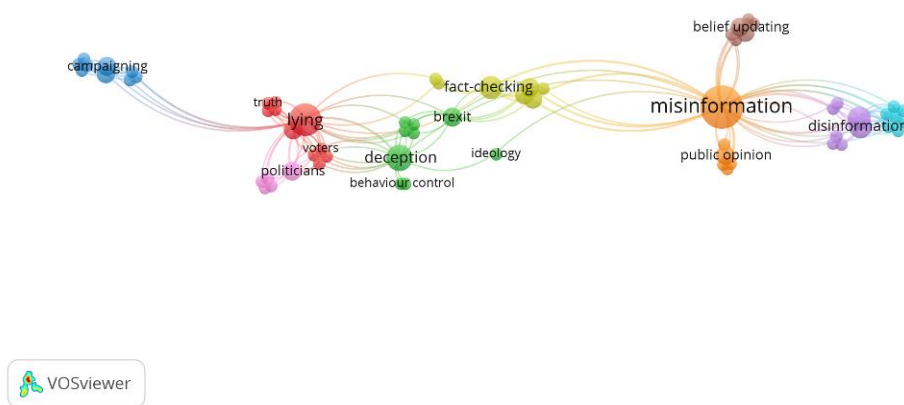 belief updating
campaigning
fact-checking
misinformation
truth
lying
brexit
disinformation
voters
deception
ideology
public opinion
politicians
behaviour control
VOSviewer